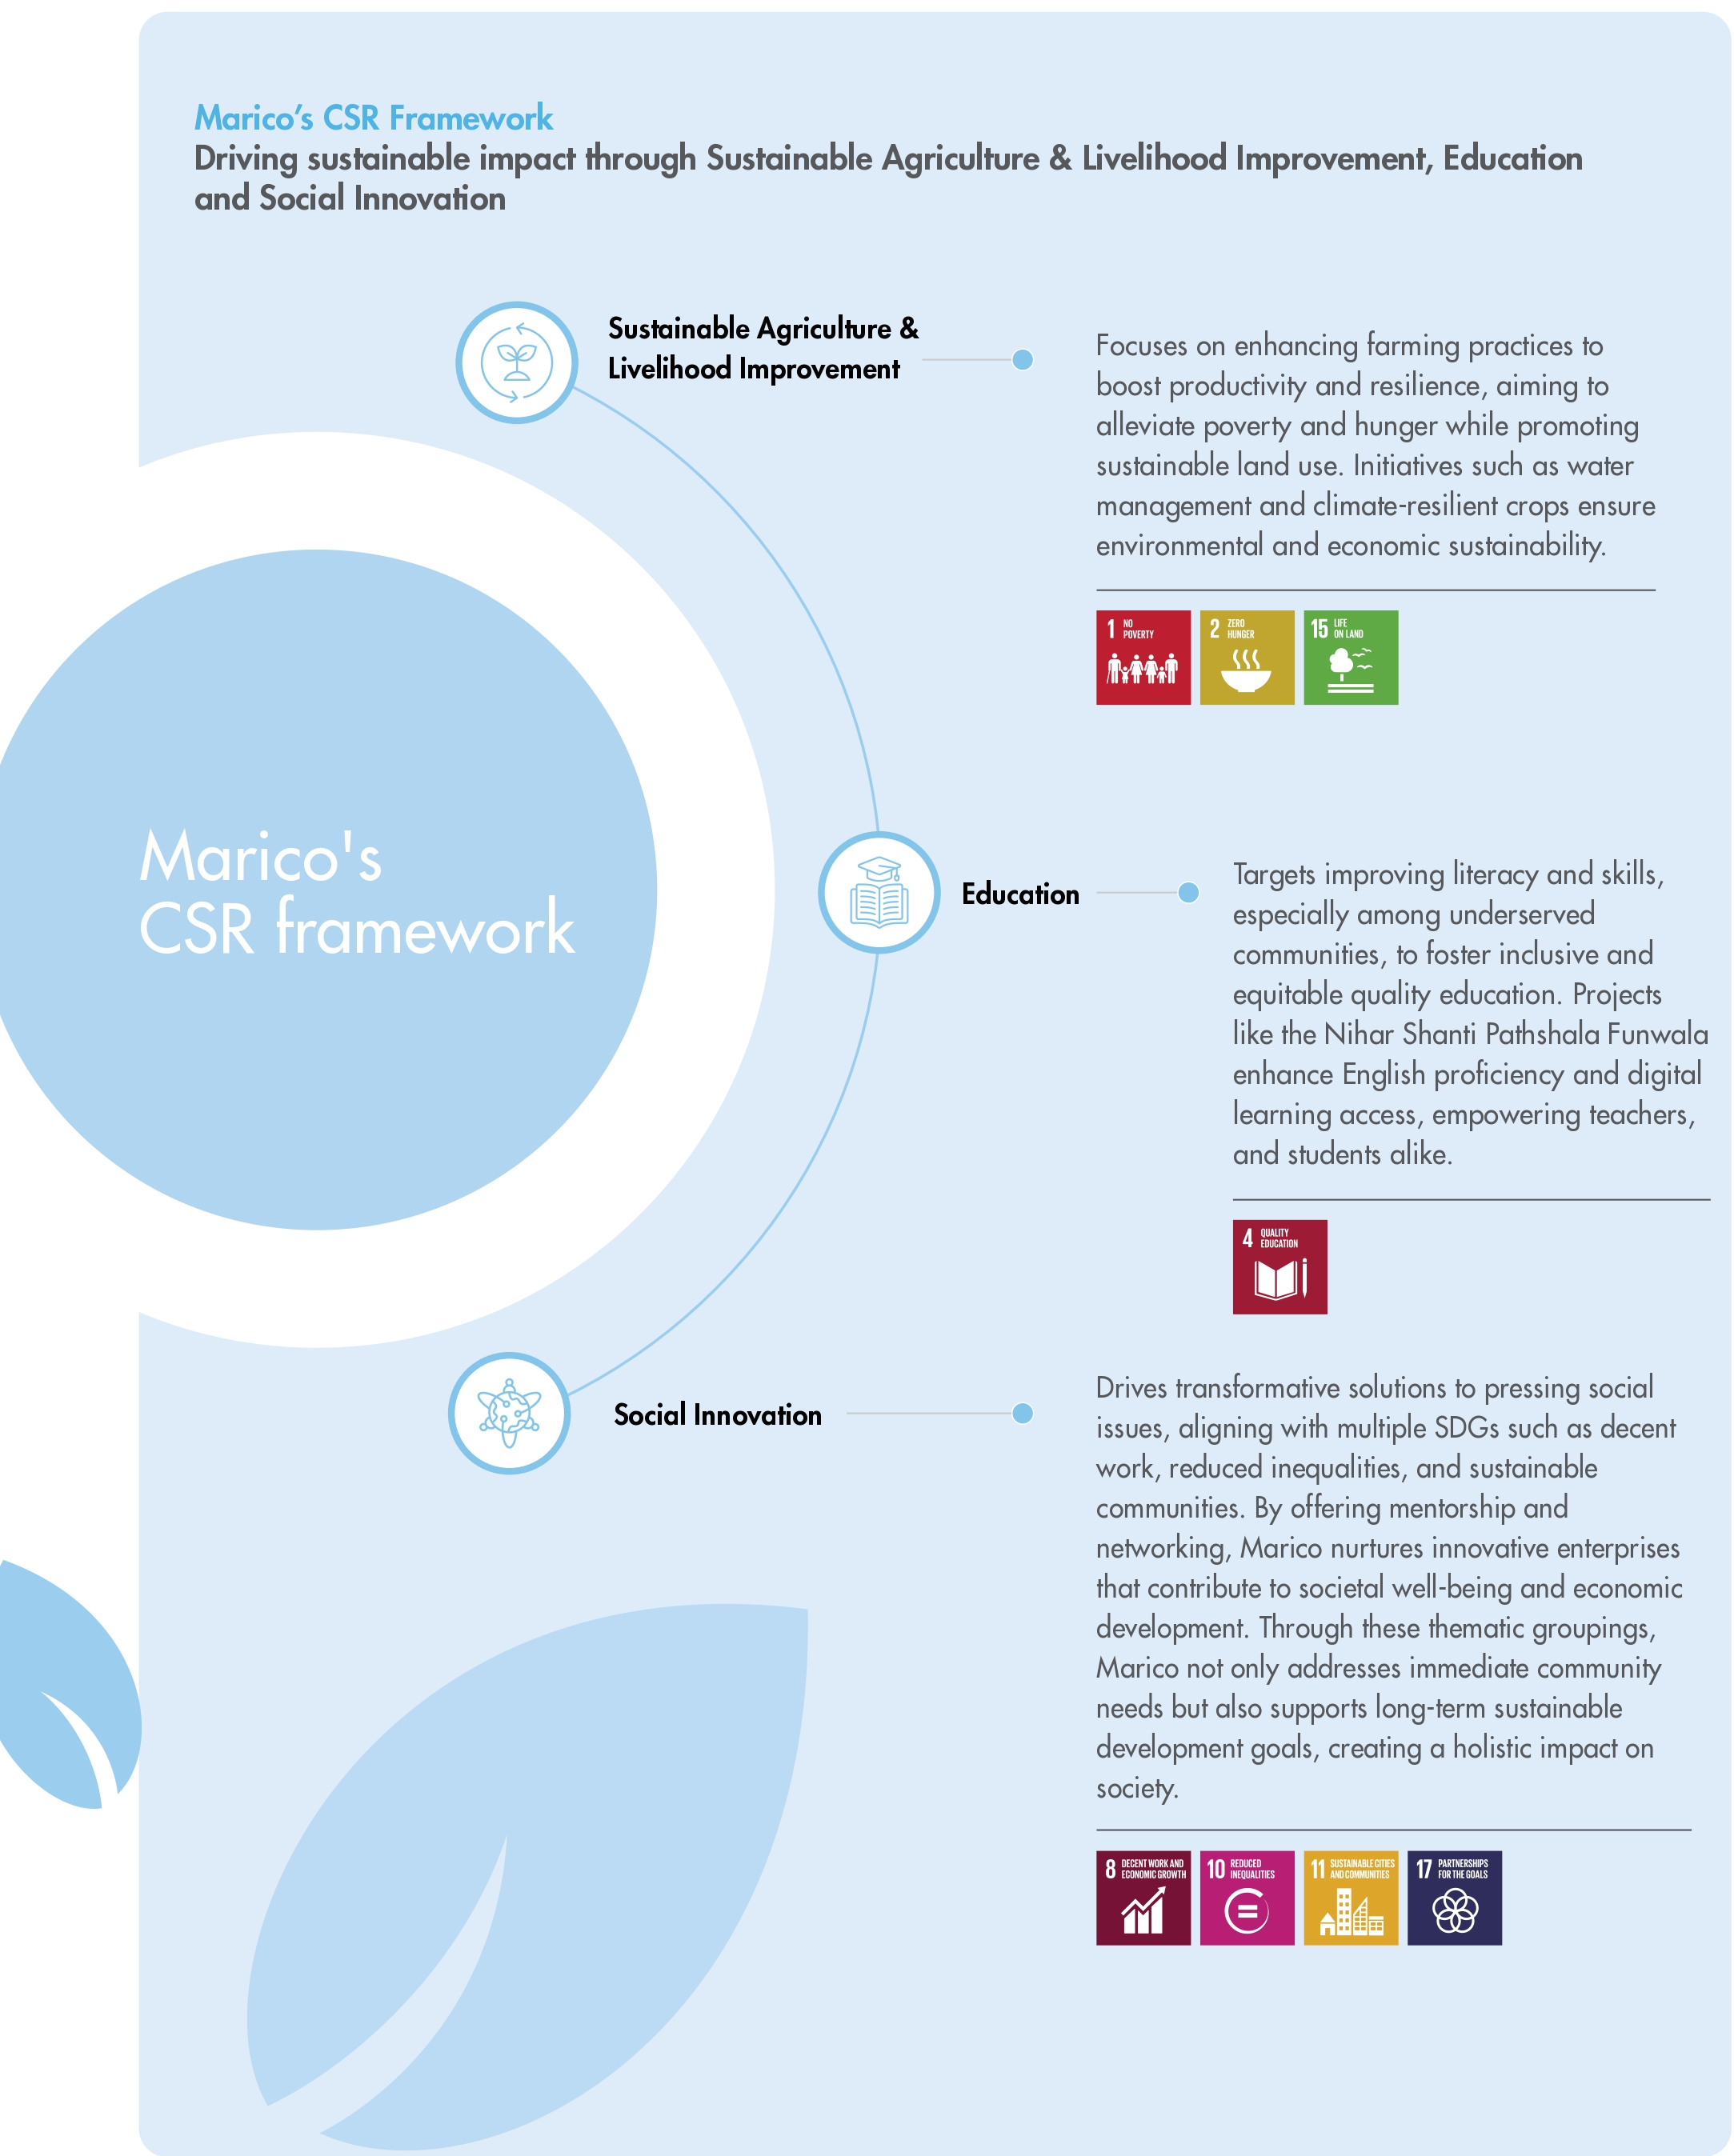 Marico’s CSR Framework
Driving sustainable impact through Sustainable Agriculture & Livelihood Improvement, Education
and Social Innovation
Sustainable Agriculture &
Livelihood Improvement
Focuses on enhancing farming practices to
boost productivity and resilience, aiming to
alleviate poverty and hunger while promoting
sustainable land use. Initiatives such as water
management and climate-resilient crops ensure
environmental and economic sustainability.
1 NO
POVERTY
2 ZERO
HUNGER
15 LIFE
ON LAND
Marico's
CSR framework
Education
Targets improving literacy and skills,
especially among underserved
communities, to foster inclusive and
equitable quality education. Projects
like the Nihar Shanti Pathshala Funwala
enhance English proficiency and digital
learning access, empowering teachers,
and students alike.
4 QUALITY
EDUCATION
Social Innovation
Drives transformative solutions to pressing social
issues, aligning with multiple SDGs such as decent
work, reduced inequalities, and sustainable
communities. By offering mentorship and
networking, Marico nurtures innovative enterprises
that contribute to societal well-being and economic
development. Through these thematic groupings,
Marico not only addresses immediate community
needs but also supports long-term sustainable
development goals, creating a holistic impact on
society.
8 DECENT WORK AND
ECONOMIC GROWTH
10 REDUCED
INEQUALITIES
11 SUSTAINABLE CITIES
AND COMMUNITIES
17 PARTNERSHIPS
FOR THE GOALS